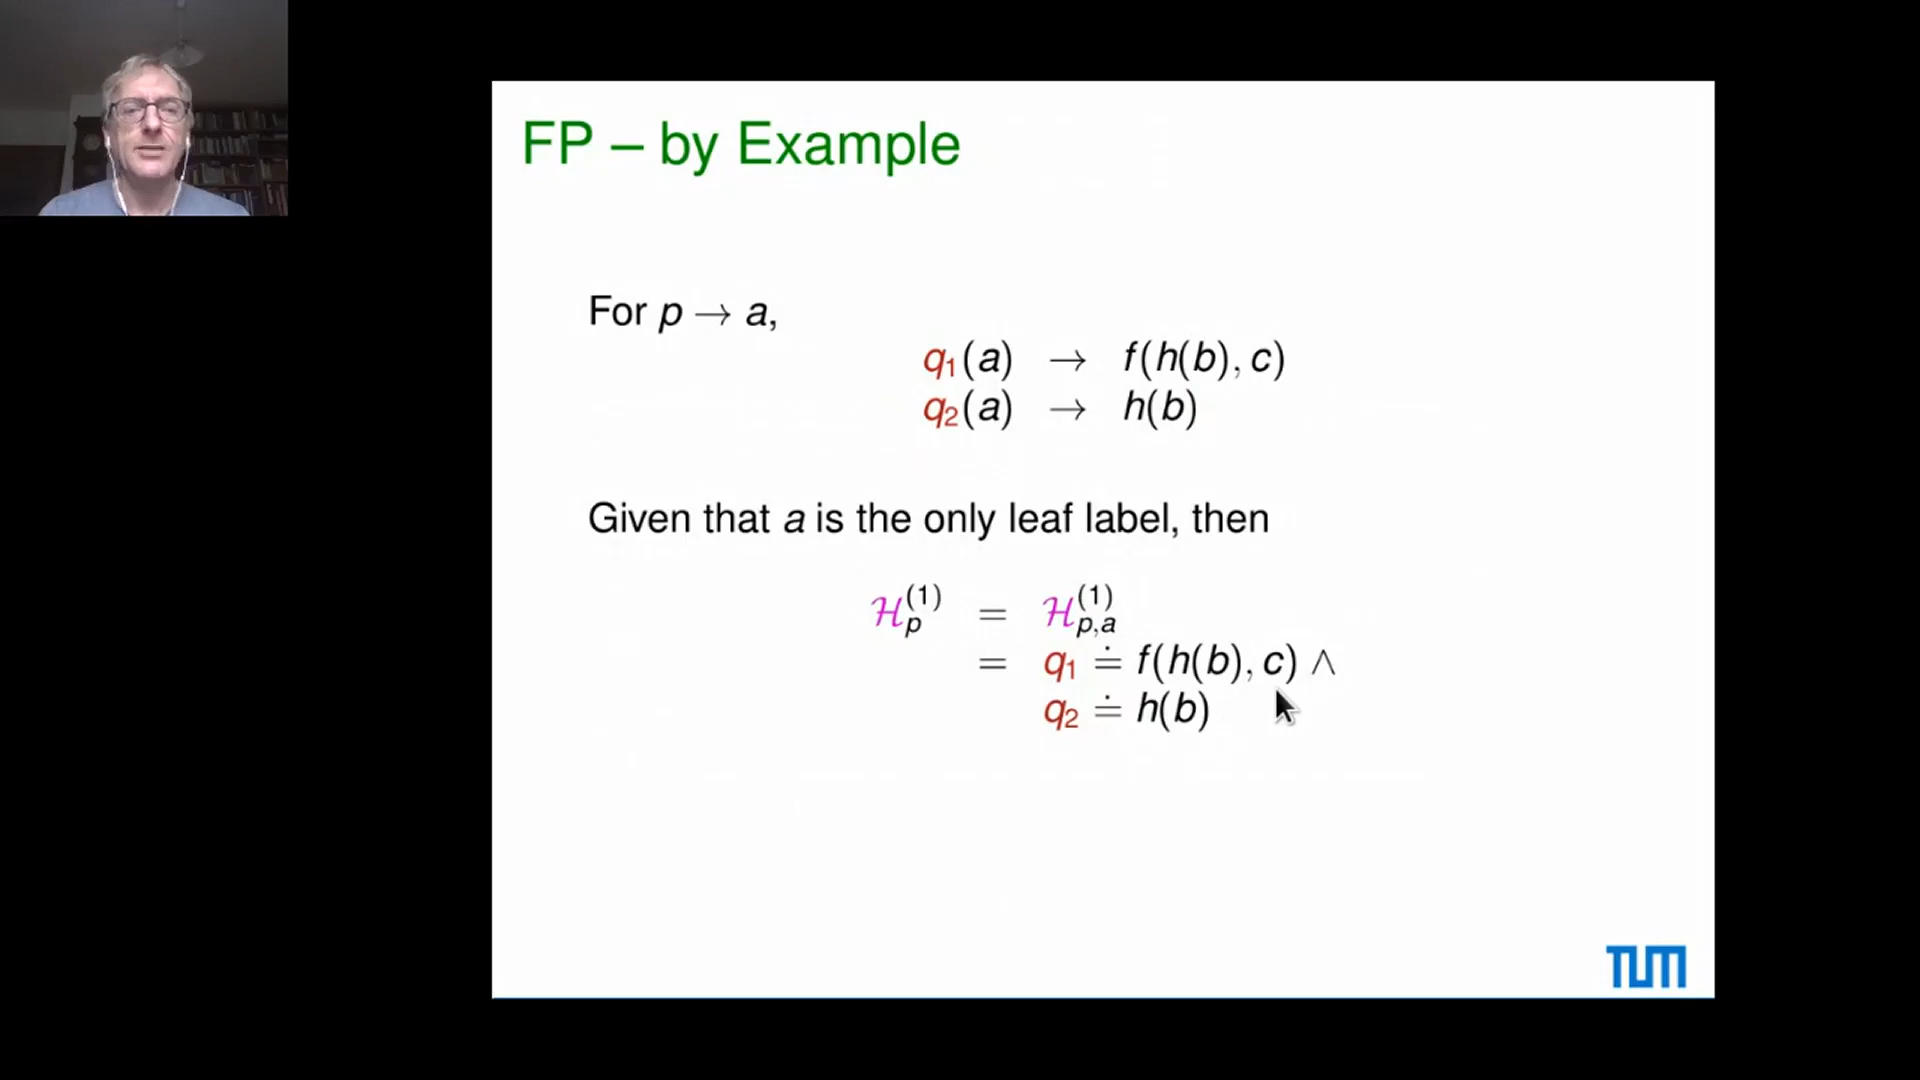 FP – by Example
For p → a,
q₁(a) → f(h(b), c)
q₂(a) → h(b)
Given that a is the only leaf label, then
ℋₚ⁽¹⁾ = ℋₚ,ₐ⁽¹⁾
= q₁ ≐ f(h(b), c) ∧
q₂ ≐ h(b)
TUM